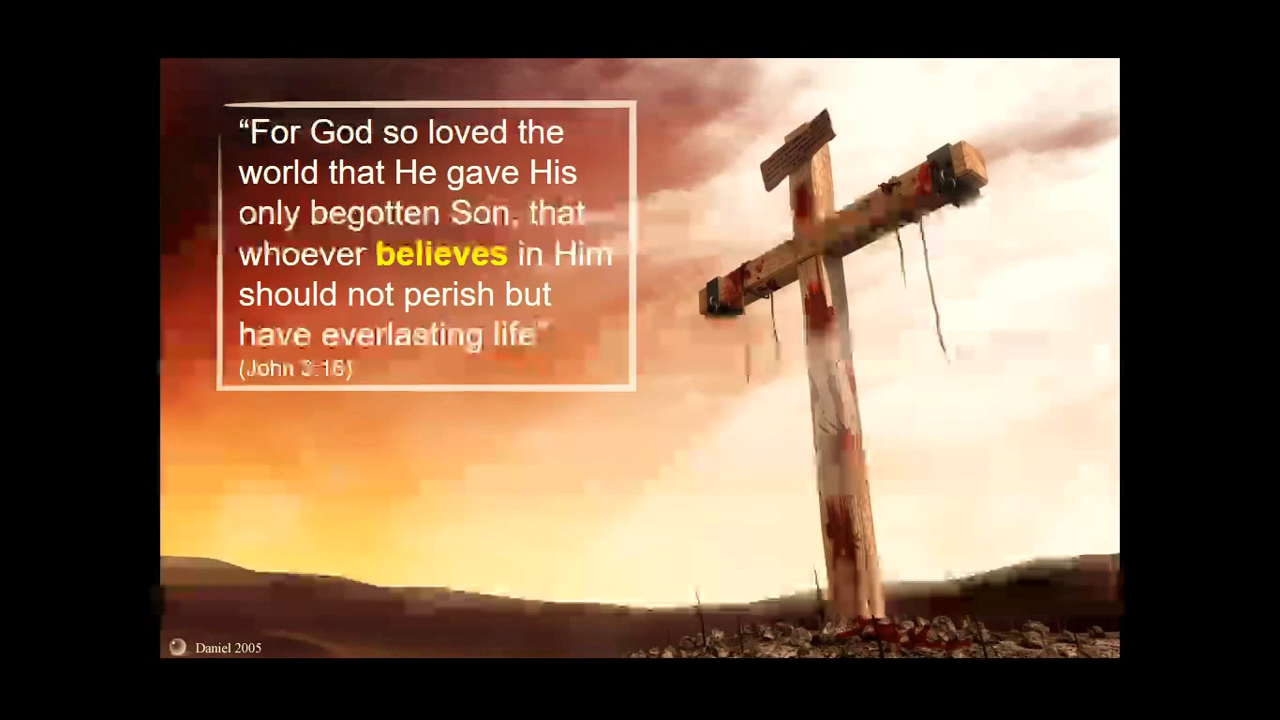 “For God so loved the
world that He gave His
only begotten Son, that
whoever believes in Him
should not perish but
have everlasting life”
(John 3:16)
Daniel 2005